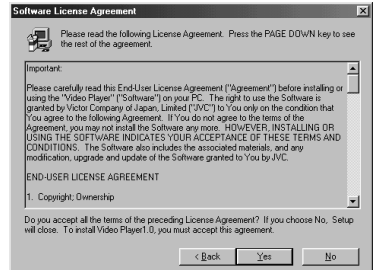 Software License Agreement
Please read the following License Agreement. Press the PAGE DOWN key to see
the rest of the agreement.
Important:
Please carefully read this End-User License Agreement ("Agreement") before installing or
using the "Video Player" ("Software") on your PC. The right to use the Software is
granted by Victor Company of Japan, Limited ("JVC") to You only on the condition that
You agree to the following Agreement. If You do not agree to the terms of the
Agreement, you may not install the Software any more. HOWEVER, INSTALLING OR
USING THE SOFTWARE INDICATES YOUR ACCEPTANCE OF THESE TERMS AND
CONDITIONS. The Software also includes the associated materials, and any
modification, upgrade and update of the Software granted to You by JVC.
END-USER LICENSE AGREEMENT
1. Copyright; Ownership
Do you accept all the terms of the preceding License Agreement? If you choose No, Setup
will close. To install Video Player1.0, you must accept this agreement.
< Back Yes No